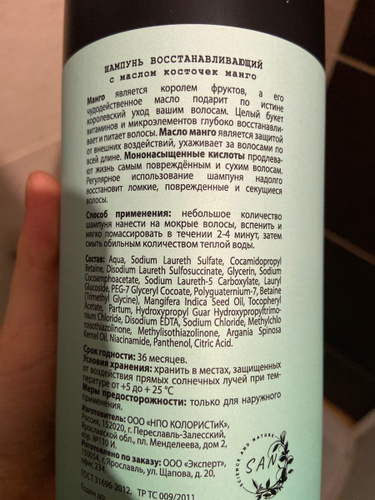 ШАМПУНЬ ВОССТАНАВЛИВАЮЩИЙ
с маслом косточек манго
Манго является королем фруктов, а его
чудодейственное масло подарит по истине
королевский уход вашим волосам. Целый букет
витаминов и микроэлементов глубоко восстанавли-
вает и питает волосы. Масло манго является защитой
от внешних воздействий, ухаживает за волосами по
всей длине. Мононасыщенные кислоты продлева-
ют жизнь самым повреждённым и сухим волосам.
Регулярное использование шампуня надолго
восстановит ломкие, поврежденные и секущиеся
волосы.
Способ применения: небольшое количество
шампуня нанести на мокрые волосы, вспенить и
мягко помассировать в течении 2-4 минут, затем
смыть обильным количеством теплой воды.
Состав: Aqua, Sodium Laureth Sulfate, Cocamidopropyl
Betaine, Disodium Laureth Sulfosuccinate, Glycerin, Sodium
Cocoamphoacetate, Sodium Laureth-5 Carboxylate, Lauryl
Glucoside, PEG-7 Glyceryl Cocoate, Polyquaternium-7, Betaine
(Trimethyl Glycine), Mangifera Indica Seed Oil, Tocopheryl
Acetate, Parfum, Hydroxypropyl Guar Hydroxypropyltrimo-
nium Chloride, Disodium EDTA, Sodium Chloride, Methylchlo
roisothiazolinone, Methylisothiazolinone, Argania Spinosa
Kernel Oil, Niacinamide, Panthenol, Citric Acid.
Срок годности: 36 месяцев.
Условия хранения: хранить в местах, защищенных
от воздействия прямых солнечных лучей при тем-
пературе от +5 до + 25 °C
Меры предосторожности: только для наружного
применения.
Изготовитель: ООО «НПО КОЛОРИСТиК»,
Россия, 152020, г. Переславль-Залесский,
Ярославской обл., пл. Менделеева, дом 2,
кор. №110 И
Изготовлено по заказу: ООО «Эксперт»,
150054, г. Ярославль, ул. Щапова, д. 20,
офис 234
ГОСТ 31696-2012; ТР ТС 009/2011
SCIENCE AND NATURE
SAN